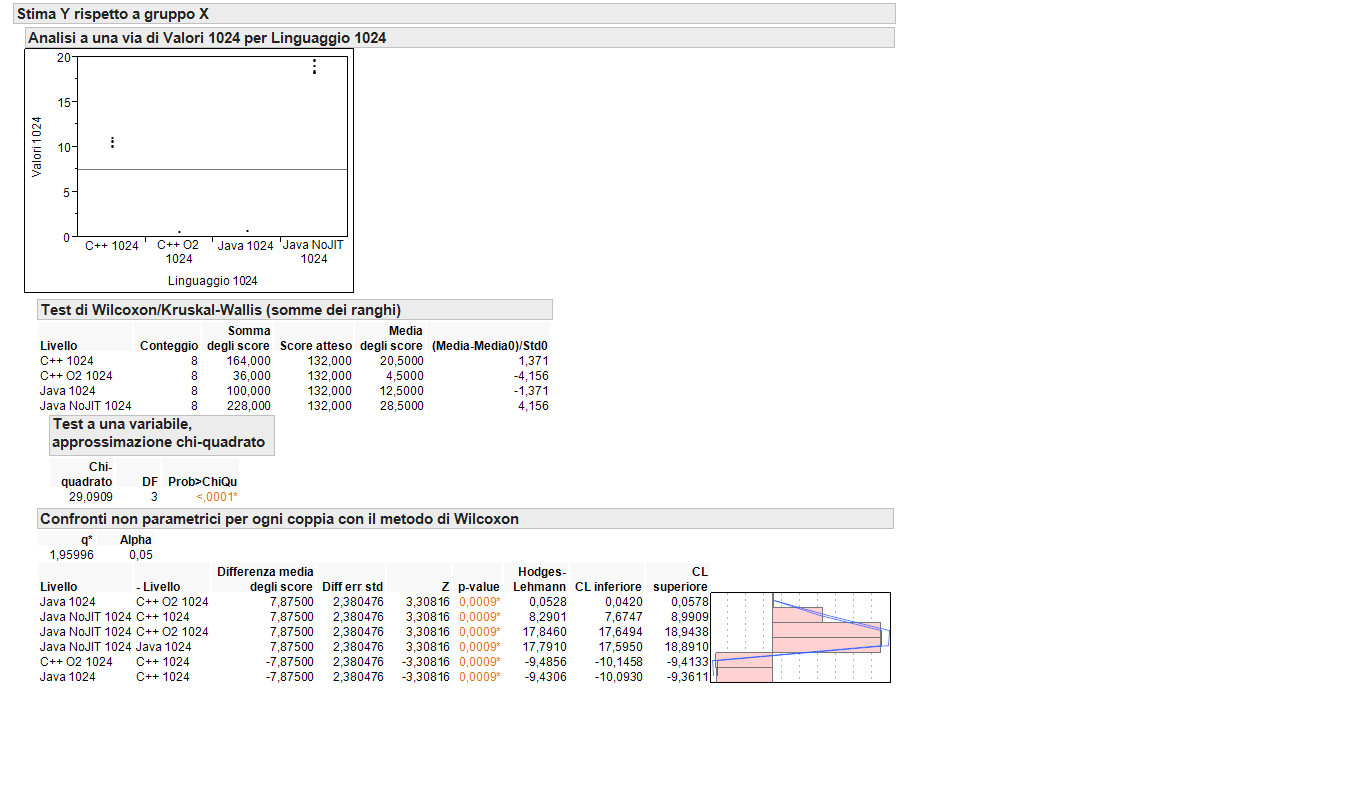 Stima Y rispetto a gruppo X
Analisi a una via di Valori 1024 per Linguaggio 1024
20
15
10
5
0
Valori 1024
C++ 1024 C++ O2 1024 Java 1024 Java NoJIT 1024
Linguaggio 1024
Test di Wilcoxon/Kruskal-Wallis (somme dei ranghi)
Livello Conteggio Somma degli score Score atteso Media degli score (Media-Media0)/Std0
C++ 1024 8 164,000 132,000 20,5000 1,371
C++ O2 1024 8 36,000 132,000 4,5000 -4,156
Java 1024 8 100,000 132,000 12,5000 -1,371
Java NoJIT 1024 8 228,000 132,000 28,5000 4,156
Test a una variabile,
approssimazione chi-quadrato
Chi-quadrato DF Prob>ChiQu
29,0909 3 <,0001*
Confronti non parametrici per ogni coppia con il metodo di Wilcoxon
q* Alpha
1,95996 0,05
Livello - Livello Differenza media degli score Diff err std Z p-value Hodges-Lehmann CL inferiore CL superiore
Java 1024 C++ O2 1024 7,87500 2,380476 3,30816 0,0009* 0,0528 0,0420 0,0578
Java NoJIT 1024 C++ 1024 7,87500 2,380476 3,30816 0,0009* 8,2901 7,6747 8,9909
Java NoJIT 1024 C++ O2 1024 7,87500 2,380476 3,30816 0,0009* 17,8460 17,6494 18,9438
Java NoJIT 1024 Java 1024 7,87500 2,380476 3,30816 0,0009* 17,7910 17,5950 18,8910
C++ O2 1024 C++ 1024 -7,87500 2,380476 -3,30816 0,0009* -9,4856 -10,1458 -9,4133
Java 1024 C++ 1024 -7,87500 2,380476 -3,30816 0,0009* -9,4306 -10,0930 -9,3611